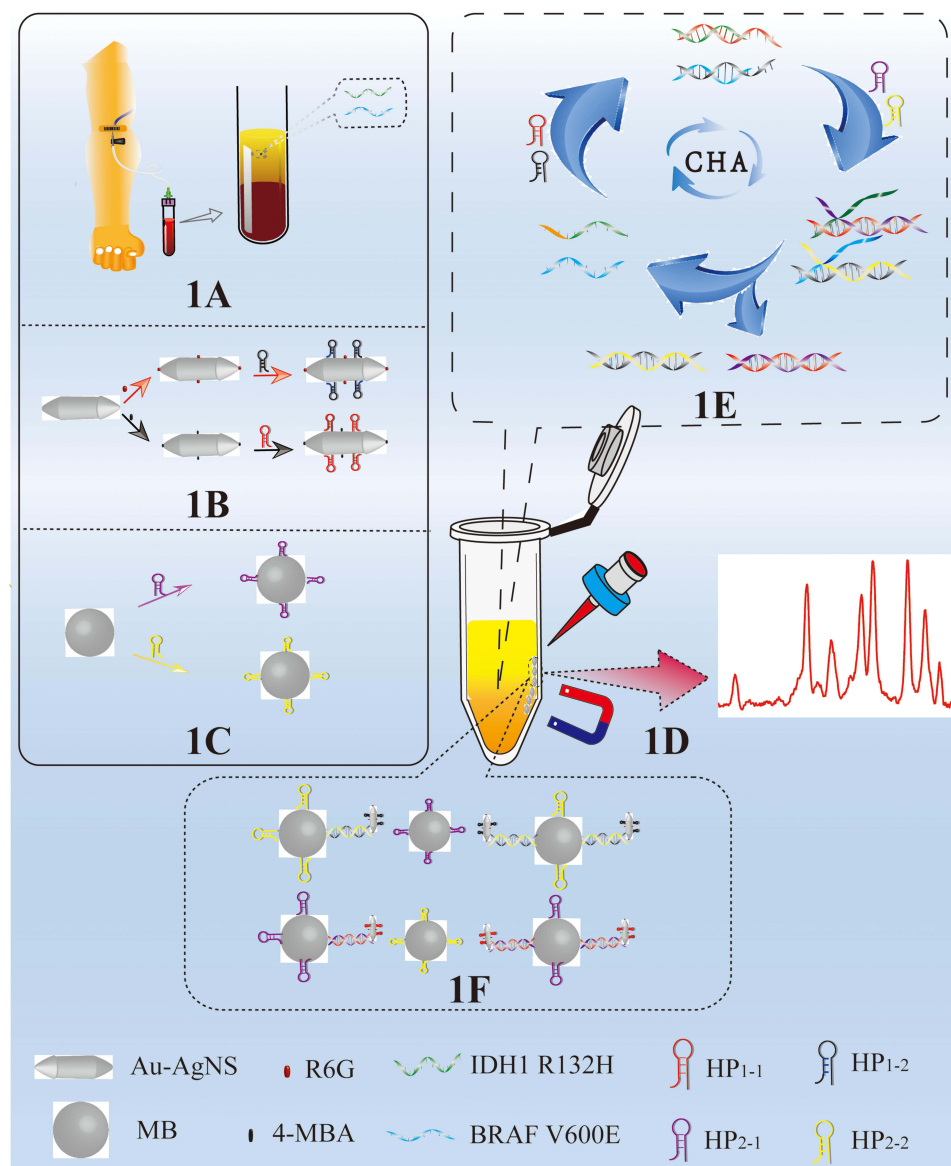 1A
CHA
1E
1B
1C
1D
1F
Au-AgNS
R6G
IDH1 R132H
HP1-1
HP1-2
MB
4-MBA
BRAF V600E
HP2-1
HP2-2